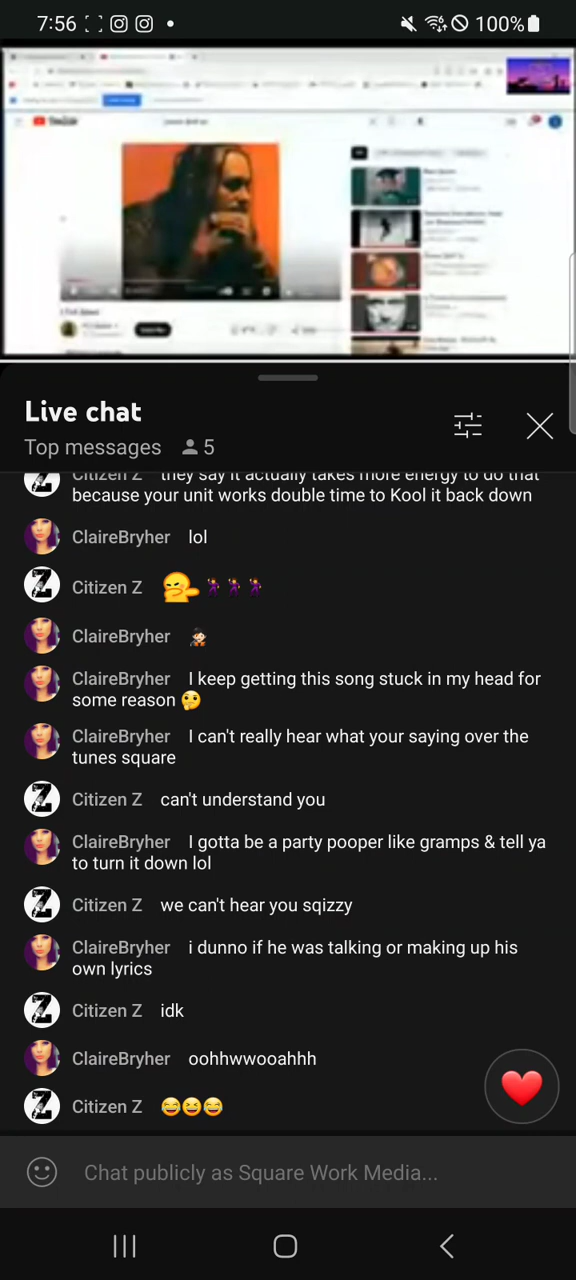 7:56
100%
Live chat
Top messages 5
Citizen Z they say it actually takes more energy to do that
because your unit works double time to Kool it back down
ClaireBryher lol
Citizen Z
ClaireBryher
ClaireBryher I keep getting this song stuck in my head for
some reason 🤔
ClaireBryher I can't really hear what your saying over the
tunes square
Citizen Z can't understand you
ClaireBryher I gotta be a party pooper like gramps & tell ya
to turn it down lol
Citizen Z we can't hear you sqizzy
ClaireBryher i dunno if he was talking or making up his
own lyrics
Citizen Z idk
ClaireBryher oohhwwooahhh
Citizen Z 😂😆😂
Chat publicly as Square Work Media...